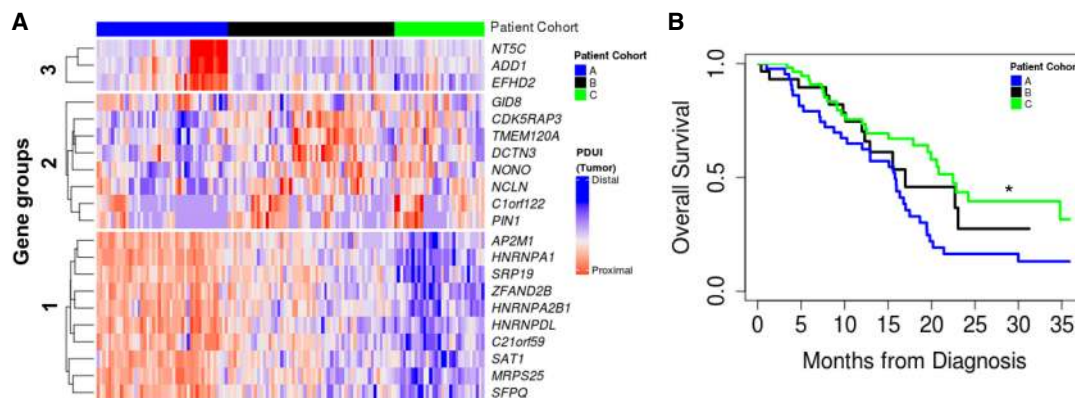 A
Patient Cohort
NT5C
ADD1
EFHD2
GID8
CDK5RAP3
TMEM120A
DCTN3
NONO
NCLN
C1orf122
PIN1
AP2M1
HNRNPA1
SRP19
ZFAND2B
HNRNPA2B1
HNRNPDL
C21orf59
SAT1
MRPS25
SFPQ
Gene groups
3
2
1
Patient Cohort
A
B
C
PDUI
(Tumor)
Distal
Proximal
B
Overall Survival
1.0
0.5
0.0
Patient Cohort
A
B
C
*
0 5 10 15 20 25 30 35
Months from Diagnosis